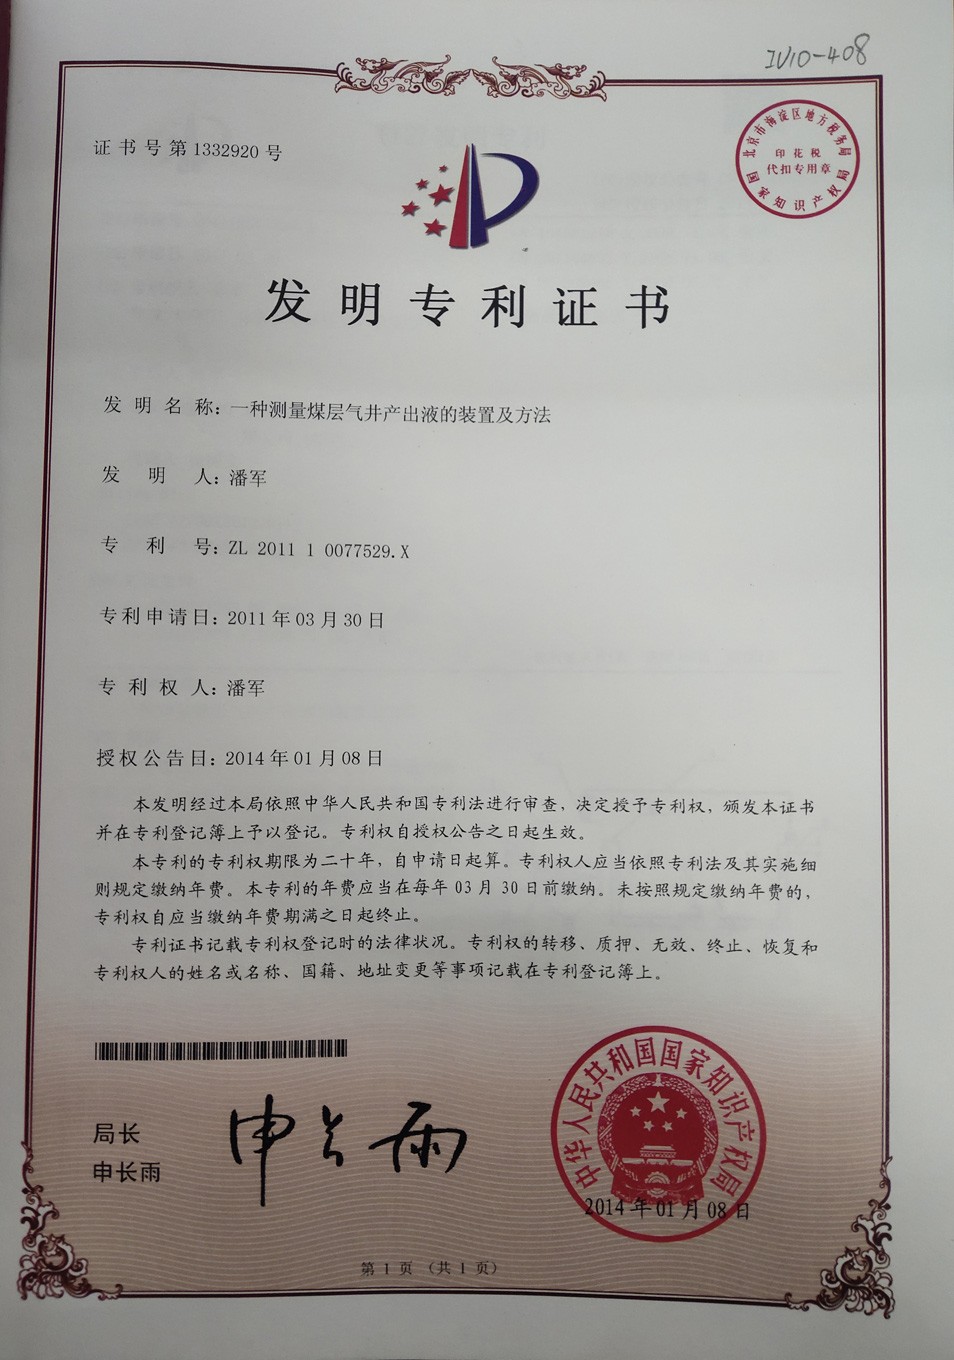 IV10-408
证书号第1332920号
北京市海淀区地方税务局
印花税
代扣专用章
国家知识产权局
发明专利证书
发明名称：一种测量煤层气井产出液的装置及方法
发明人：潘军
专利号：ZL 2011 1 0077529.X
专利申请日：2011年03月30日
专利权人：潘军
授权公告日：2014年01月08日
本发明经过本局依照中华人民共和国专利法进行审查，决定授予专利权，颁发本证书
并在专利登记簿上予以登记。专利权自授权公告之日起生效。
本专利的专利权期限为二十年，自申请日起算。专利权人应当依照专利法及其实施细
则规定缴纳年费。本专利的年费应当在每年03月30日前缴纳。未按照规定缴纳年费的，
专利权自应当缴纳年费期满之日起终止。
专利证书记载专利权登记时的法律状况。专利权的转移、质押、无效、终止、恢复和
专利权人的姓名或名称、国籍、地址变更等事项记载在专利登记簿上。
局长
申长雨
申长雨
中华人民共和国国家知识产权局
2014年01月08日
第1页（共1页）